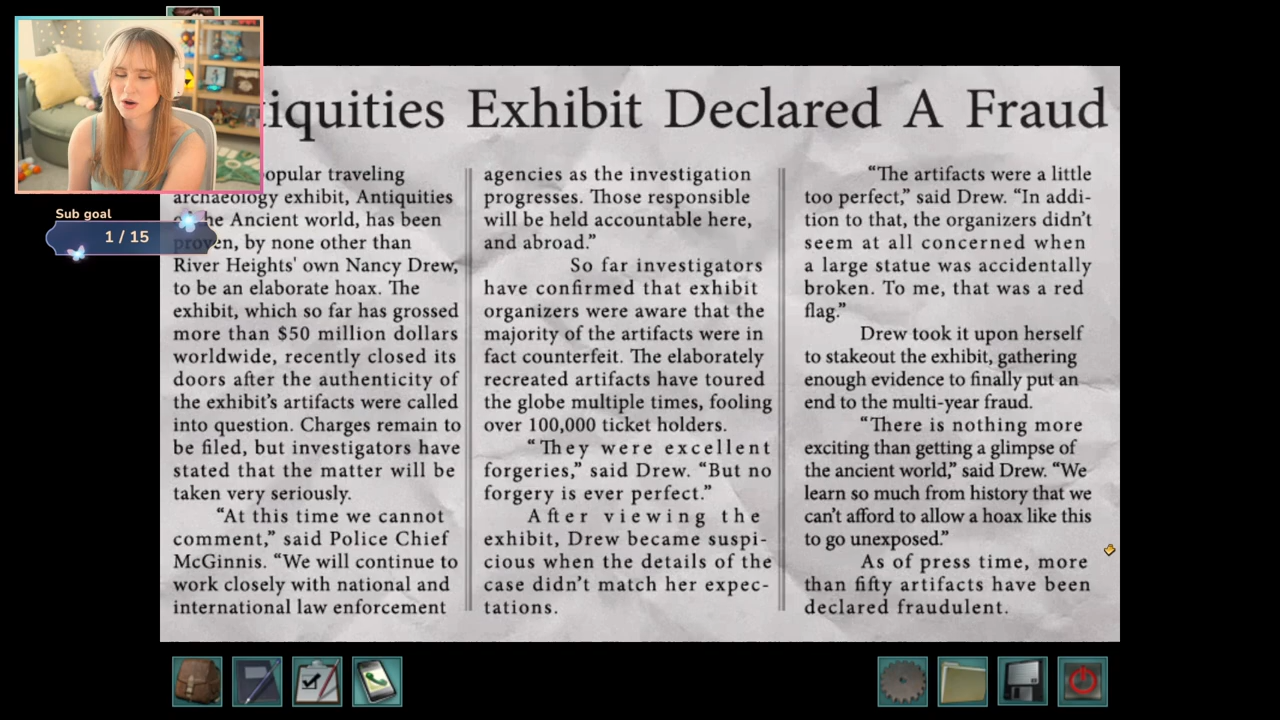 Sub goal
1 / 15
tiquities Exhibit Declared A Fraud
opular traveling
archaeology exhibit, Antiquities
he Ancient world, has been
proven, by none other than
River Heights' own Nancy Drew,
to be an elaborate hoax. The
exhibit, which so far has grossed
more than $50 million dollars
worldwide, recently closed its
doors after the authenticity of
the exhibit's artifacts were called
into question. Charges remain to
be filed, but investigators have
stated that the matter will be
taken very seriously.
"At this time we cannot
comment," said Police Chief
McGinnis. "We will continue to
work closely with national and
international law enforcement
agencies as the investigation
progresses. Those responsible
will be held accountable here,
and abroad."
So far investigators
have confirmed that exhibit
organizers were aware that the
majority of the artifacts were in
fact counterfeit. The elaborately
recreated artifacts have toured
the globe multiple times, fooling
over 100,000 ticket holders.
"They were excellent
forgeries," said Drew. "But no
forgery is ever perfect."
After viewing the
exhibit, Drew became suspi-
cious when the details of the
case didn't match her expec-
tations.
"The artifacts were a little
too perfect," said Drew. "In addi-
tion to that, the organizers didn't
seem at all concerned when
a large statue was accidentally
broken. To me, that was a red
flag."
Drew took it upon herself
to stakeout the exhibit, gathering
enough evidence to finally put an
end to the multi-year fraud.
"There is nothing more
exciting than getting a glimpse of
the ancient world," said Drew. "We
learn so much from history that we
can't afford to allow a hoax like this
to go unexposed."
As of press time, more
than fifty artifacts have been
declared fraudulent.